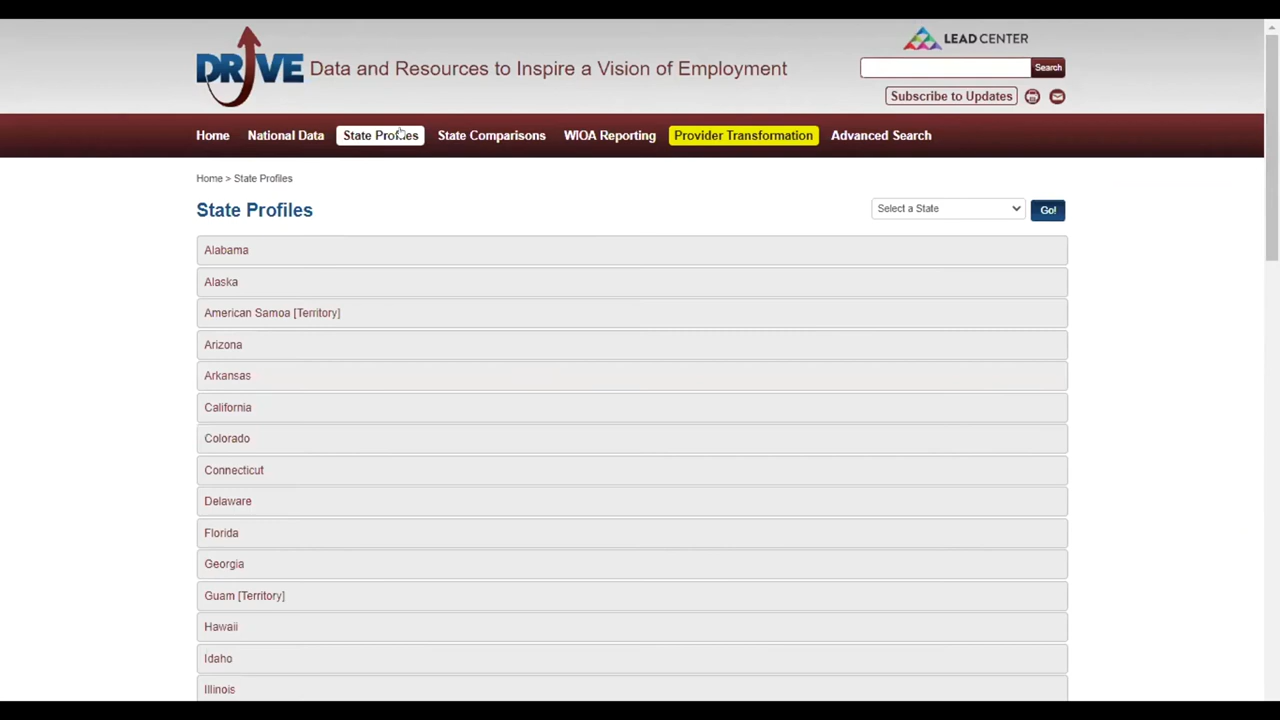 DRIVE Data and Resources to Inspire a Vision of Employment
LEAD CENTER
Search
Subscribe to Updates
Home National Data State Profiles State Comparisons WIOA Reporting Provider Transformation Advanced Search
Home > State Profiles
State Profiles
Select a State Go!
Alabama
Alaska
American Samoa [Territory]
Arizona
Arkansas
California
Colorado
Connecticut
Delaware
Florida
Georgia
Guam [Territory]
Hawaii
Idaho
Illinois